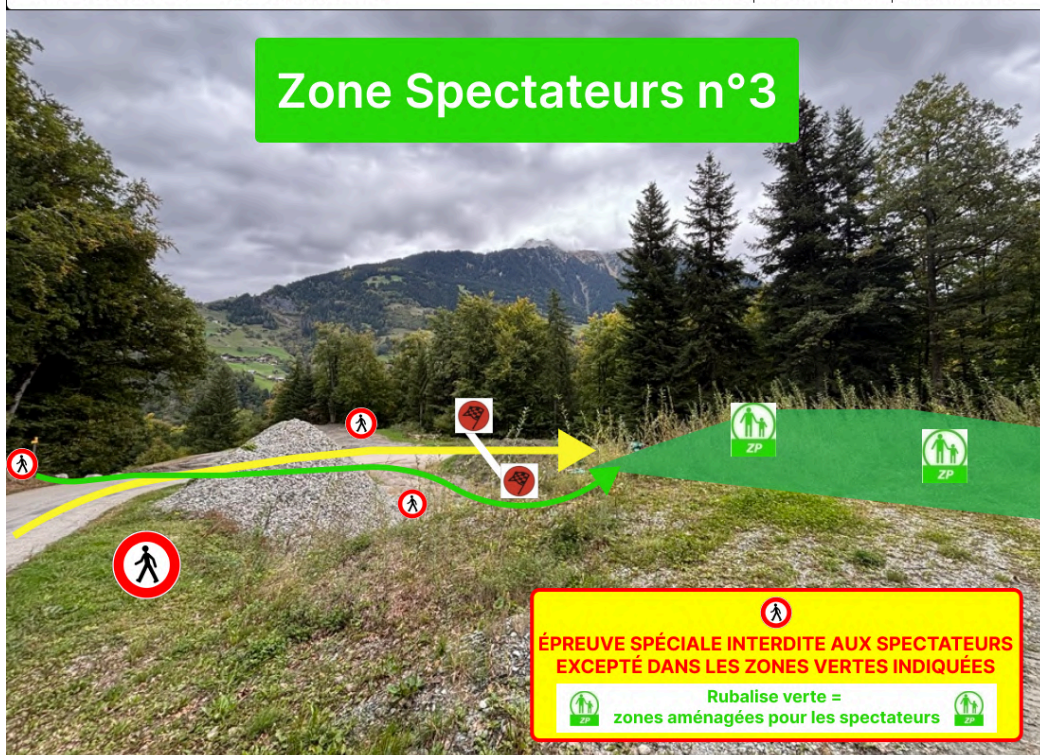 Zone Spectateurs n°3
ZP
ZP
ÉPREUVE SPÉCIALE INTERDITE AUX SPECTATEURS
EXCEPTÉ DANS LES ZONES VERTES INDIQUÉES
Rubalise verte =
ZP zones aménagées pour les spectateurs ZP